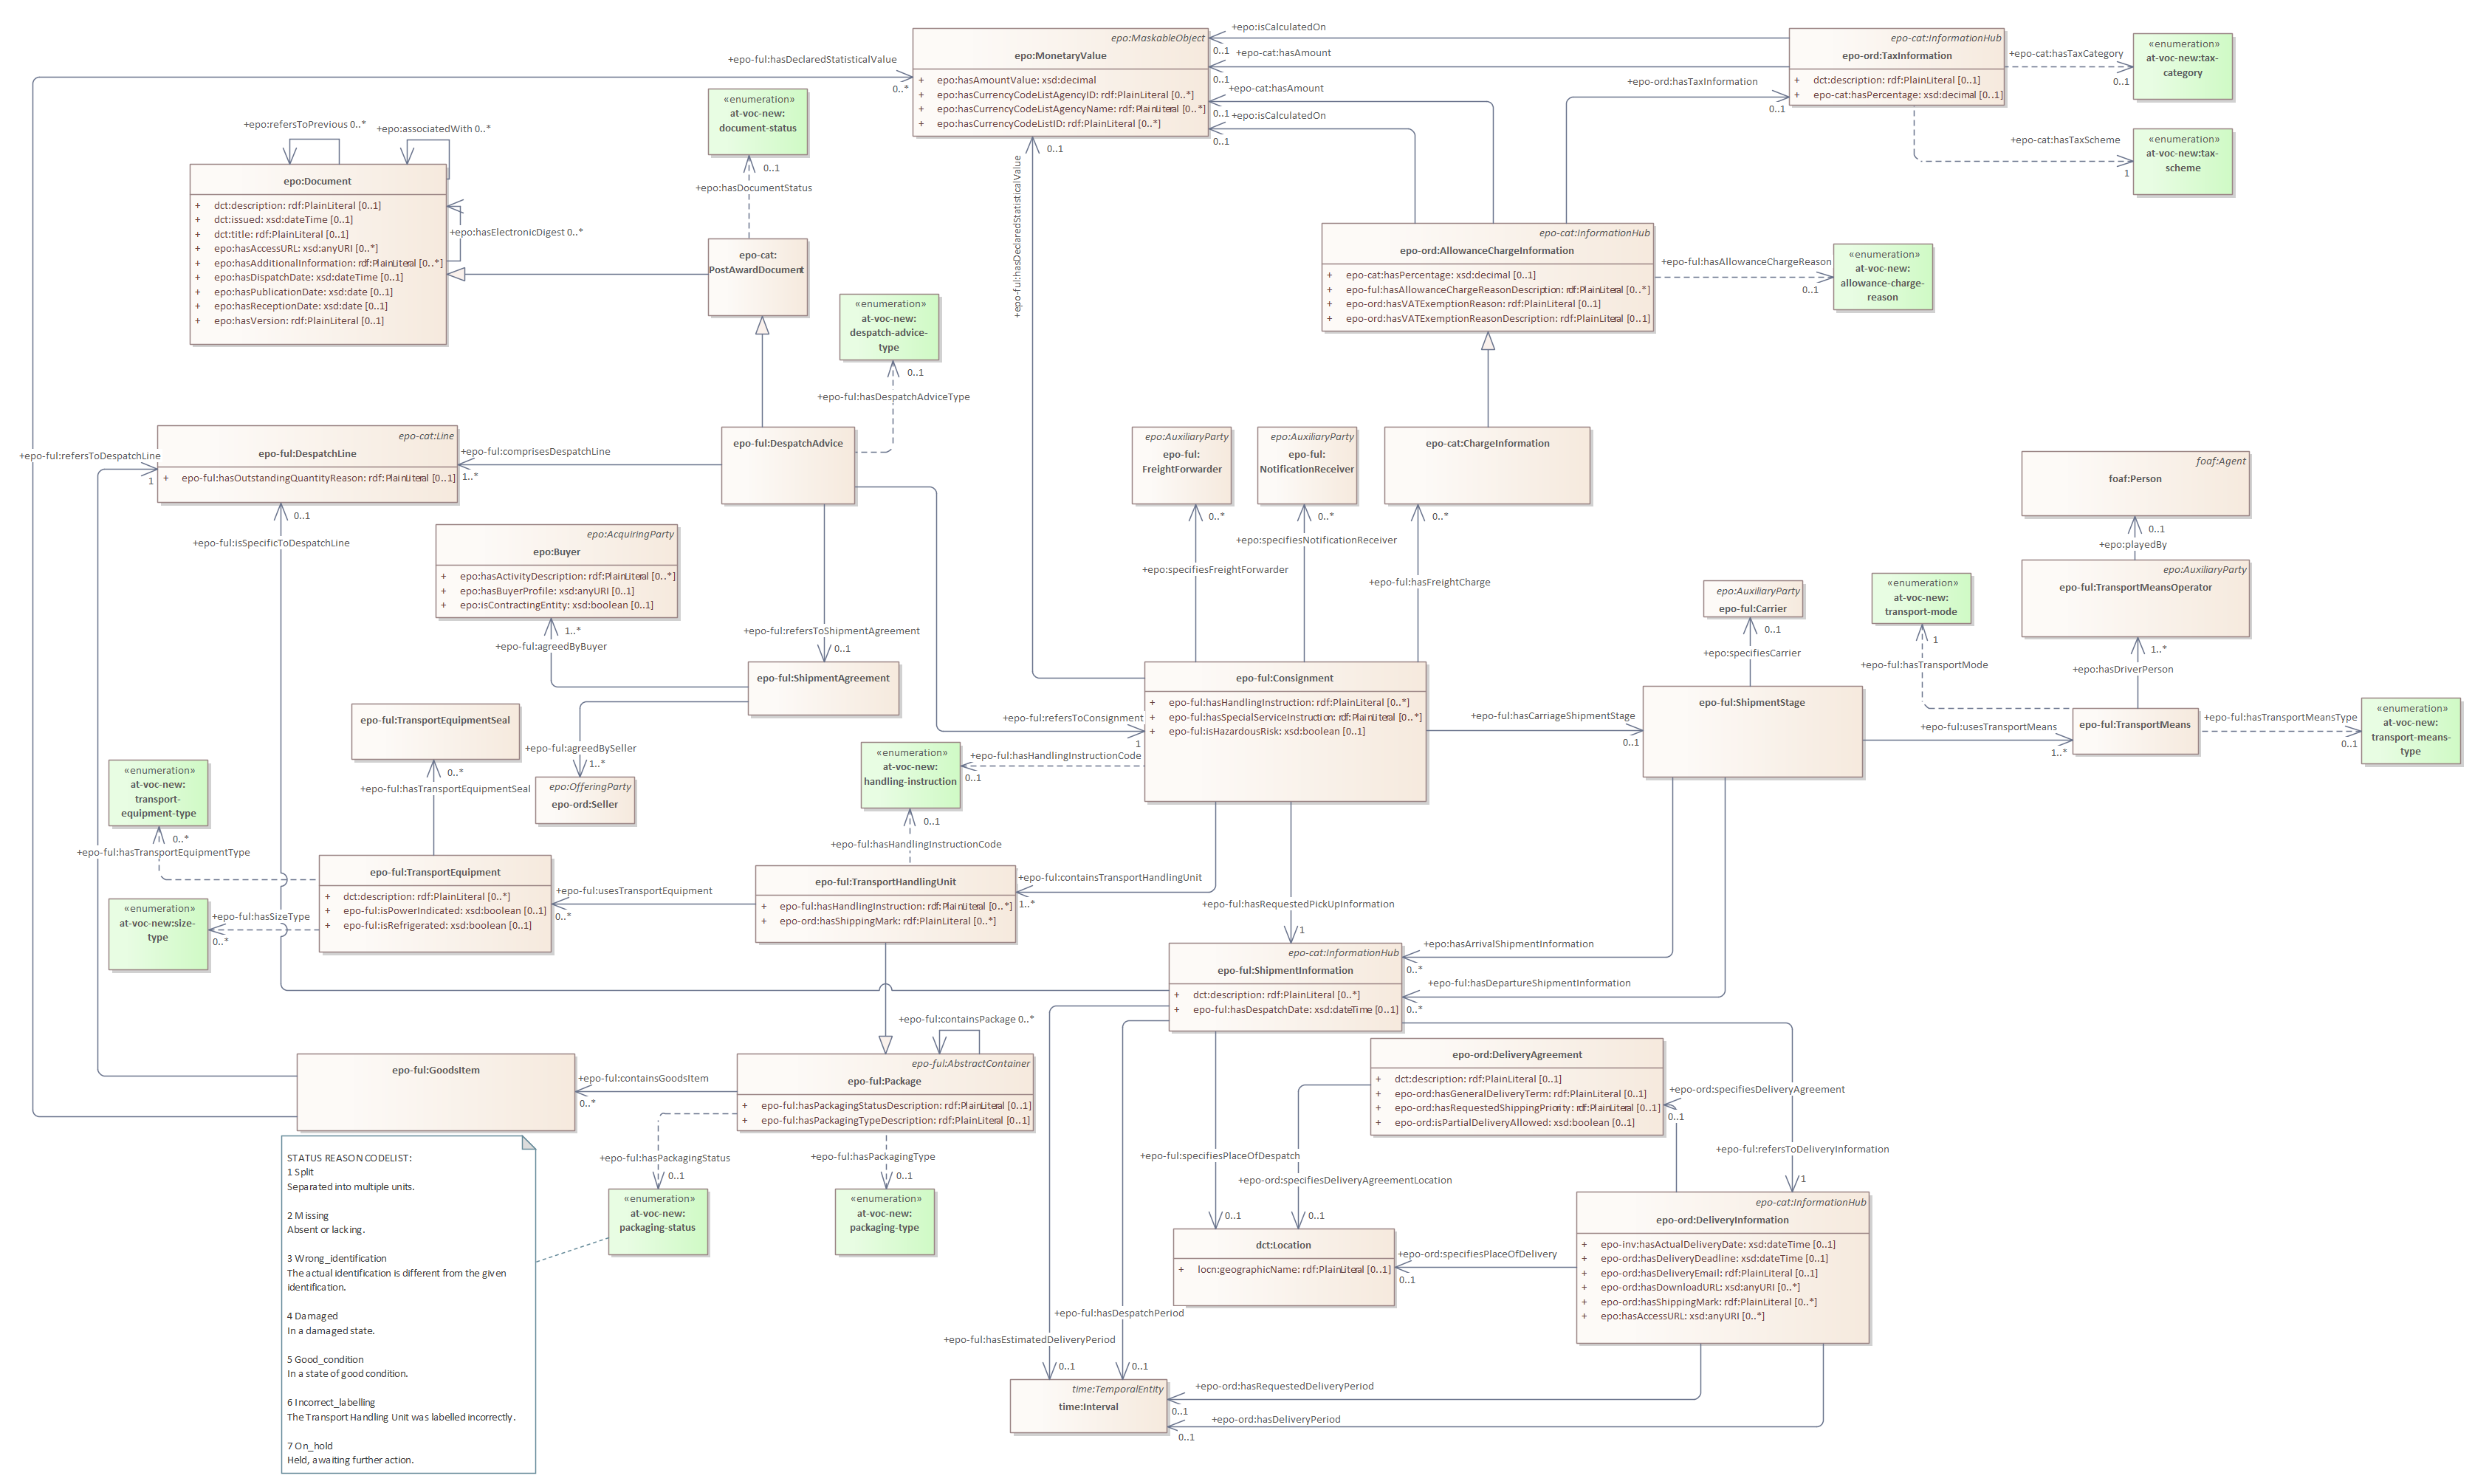 +epo:isCalculatedOn
0..1
+epo-cat:hasAmount
0..1
+epo-cat:hasAmount
0..1
+epo:isCalculatedOn
0..1
+epo-ful:hasDeclaredStatisticalValue
0..*
epo:MaskableObject
epo:MonetaryValue
+ epo:hasAmountValue: xsd:decimal
+ epo:hasCurrencyCodeListAgencyID: rdf:PlainLiteral [0..*]
+ epo:hasCurrencyCodeListAgencyName: rdf:PlainLiteral [0..*]
+ epo:hasCurrencyCodeListID: rdf:PlainLiteral [0..*]
0..1
+epo-ful:hasDeclaredStatisticalValue
epo-cat:InformationHub
epo-ord:TaxInformation
+ dct:description: rdf:PlainLiteral [0..1]
+ epo-cat:hasPercentage: xsd:decimal [0..1]
+epo-ord:hasTaxInformation
0..1
+epo-cat:hasTaxCategory
0..1
«enumeration»
at-voc-new:tax-
category
+epo-cat:hasTaxScheme
1
«enumeration»
at-voc-new:tax-
scheme
«enumeration»
at-voc-new:
document-status
0..1
+epo:hasDocumentStatus
+epo:refersToPrevious 0..*
+epo:associatedWith 0..*
epo:Document
+ dct:description: rdf:PlainLiteral [0..1]
+ dct:issued: xsd:dateTime [0..1]
+ dct:title: rdf:PlainLiteral [0..1]
+ epo:hasAccessURL: xsd:anyURI [0..*]
+ epo:hasAdditionalInformation: rdf:PlainLiteral [0..*]
+ epo:hasDispatchDate: xsd:dateTime [0..1]
+ epo:hasPublicationDate: xsd:date [0..1]
+ epo:hasReceptionDate: xsd:date [0..1]
+ epo:hasVersion: rdf:PlainLiteral [0..1]
+epo:hasElectronicDigest 0..*
epo-cat:
PostAwardDocument
epo-cat:InformationHub
epo-ord:AllowanceChargeInformation
+ epo-cat:hasPercentage: xsd:decimal [0..1]
+ epo-ful:hasAllowanceChargeReasonDescription: rdf:PlainLiteral [0..*]
+ epo-ord:hasVATExemptionReason: rdf:PlainLiteral [0..1]
+ epo-ord:hasVATExemptionReasonDescription: rdf:PlainLiteral [0..1]
+epo-ful:hasAllowanceChargeReason
0..1
«enumeration»
at-voc-new:
allowance-charge-
reason
«enumeration»
at-voc-new:
despatch-advice-
type
0..1
+epo-ful:hasDespatchAdviceType
epo-cat:Line
epo-ful:DespatchLine
+ epo-ful:hasOutstandingQuantityReason: rdf:PlainLiteral [0..1]
+epo-ful:refersToDespatchLine
1
+epo-ful:comprisesDespatchLine
1..*
epo-ful:DespatchAdvice
0..1
+epo-ful:isSpecificToDespatchLine
epo:AuxiliaryParty
epo-ful:
FreightForwarder
0..*
+epo:specifiesFreightForwarder
epo:AuxiliaryParty
epo-ful:
NotificationReceiver
0..*
+epo:specifiesNotificationReceiver
epo-cat:ChargeInformation
0..*
+epo-ful:hasFreightCharge
foaf:Agent
foaf:Person
0..1
+epo:playedBy
epo:AuxiliaryParty
epo-ful:TransportMeansOperator
1..*
+epo:hasDriverPerson
epo:AcquiringParty
epo:Buyer
+ epo:hasActivityDescription: rdf:PlainLiteral [0..*]
+ epo:hasBuyerProfile: xsd:anyURI [0..1]
+ epo:isContractingEntity: xsd:boolean [0..1]
1..*
+epo-ful:agreedByBuyer
+epo-ful:refersToShipmentAgreement
0..1
epo-ful:ShipmentAgreement
+epo-ful:agreedBySeller
1..*
epo:OfferingParty
epo-ord:Seller
epo:AuxiliaryParty
epo-ful:Carrier
0..1
+epo:specifiesCarrier
«enumeration»
at-voc-new:
transport-mode
1
+epo-ful:hasTransportMode
epo-ful:Consignment
+ epo-ful:hasHandlingInstruction: rdf:PlainLiteral [0..*]
+ epo-ful:hasSpecialServiceInstruction: rdf:PlainLiteral [0..*]
+ epo-ful:isHazardousRisk: xsd:boolean [0..1]
+epo-ful:refersToConsignment
1
+epo-ful:hasCarriageShipmentStage
0..1
epo-ful:ShipmentStage
+epo-ful:usesTransportMeans
1..*
epo-ful:TransportMeans
+epo-ful:hasTransportMeansType
0..1
«enumeration»
at-voc-new:
transport-means-
type
epo-ful:TransportEquipmentSeal
0..*
+epo-ful:hasTransportEquipmentSeal
«enumeration»
at-voc-new:
handling-instruction
+epo-ful:hasHandlingInstructionCode
0..1
0..1
+epo-ful:hasHandlingInstructionCode
«enumeration»
at-voc-new:
transport-
equipment-type
0..*
+epo-ful:hasTransportEquipmentType
epo-ful:TransportEquipment
+ dct:description: rdf:PlainLiteral [0..*]
+ epo-ful:isPowerIndicated: xsd:boolean [0..1]
+ epo-ful:isRefrigerated: xsd:boolean [0..1]
«enumeration»
at-voc-new:size-
type
+epo-ful:hasSizeType
0..*
+epo-ful:usesTransportEquipment
0..*
epo-ful:TransportHandlingUnit
+ epo-ful:hasHandlingInstruction: rdf:PlainLiteral [0..*]
+ epo-ord:hasShippingMark: rdf:PlainLiteral [0..*]
+epo-ful:containsTransportHandlingUnit
1..*
+epo-ful:hasRequestedPickUpInformation
1
epo-cat:InformationHub
epo-ful:ShipmentInformation
+ dct:description: rdf:PlainLiteral [0..*]
+ epo-ful:hasDespatchDate: xsd:dateTime [0..1]
+epo:hasArrivalShipmentInformation
0..*
+epo-ful:hasDepartureShipmentInformation
0..*
+epo-ful:containsPackage 0..*
epo-ful:GoodsItem
+epo-ful:containsGoodsItem
0..*
epo-ful:AbstractContainer
epo-ful:Package
+ epo-ful:hasPackagingStatusDescription: rdf:PlainLiteral [0..1]
+ epo-ful:hasPackagingTypeDescription: rdf:PlainLiteral [0..1]
epo-ord:DeliveryAgreement
+ dct:description: rdf:PlainLiteral [0..1]
+ epo-ord:hasGeneralDeliveryTerm: rdf:PlainLiteral [0..1]
+ epo-ord:hasRequestedShippingPriority: rdf:PlainLiteral [0..1]
+ epo-ord:isPartialDeliveryAllowed: xsd:boolean [0..1]
+epo-ord:specifiesDeliveryAgreement
0..1
+epo-ful:refersToDeliveryInformation
1
+epo-ful:hasPackagingStatus
0..1
«enumeration»
at-voc-new:
packaging-status
+epo-ful:hasPackagingType
0..1
«enumeration»
at-voc-new:
packaging-type
STATUS REASON CODELIST:
1 Split
Separated into multiple units.
2 Missing
Absent or lacking.
3 Wrong_identification
The actual identification is different from the given
identification.
4 Damaged
In a damaged state.
5 Good_condition
In a state of good condition.
6 Incorrect_labelling
The Transport Handling Unit was labelled incorrectly.
7 On_hold
Held, awaiting further action.
+epo-ful:specifiesPlaceOfDespatch
0..1
+epo-ord:specifiesDeliveryAgreementLocation
0..1
dct:Location
+ locn:geographicName: rdf:PlainLiteral [0..1]
+epo-ord:specifiesPlaceOfDelivery
0..1
epo-cat:InformationHub
epo-ord:DeliveryInformation
+ epo-inv:hasActualDeliveryDate: xsd:dateTime [0..1]
+ epo-ord:hasDeliveryDeadline: xsd:dateTime [0..1]
+ epo-ord:hasDeliveryEmail: rdf:PlainLiteral [0..1]
+ epo-ord:hasDownloadURL: xsd:anyURI [0..*]
+ epo-ord:hasShippingMark: rdf:PlainLiteral [0..*]
+ epo:hasAccessURL: xsd:anyURI [0..*]
+epo-ful:hasDespatchPeriod
0..1
+epo-ful:hasEstimatedDeliveryPeriod
0..1
time:TemporalEntity
time:Interval
+epo-ord:hasRequestedDeliveryPeriod
0..1
+epo-ord:hasDeliveryPeriod
0..1